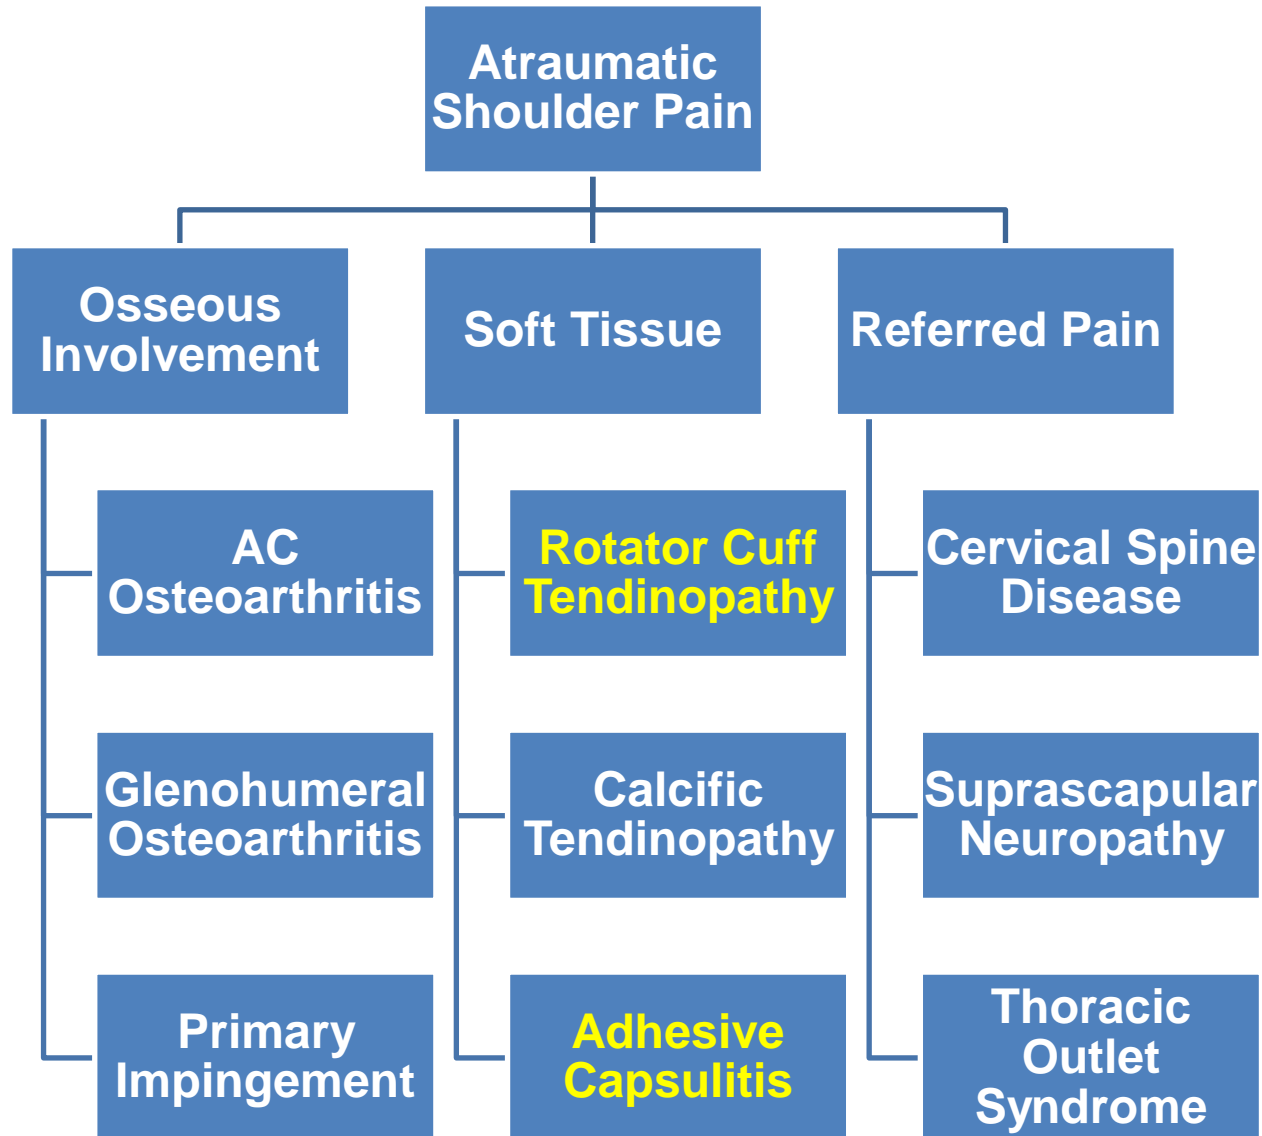 Atraumatic
Shoulder Pain
Osseous
Involvement
Soft Tissue
Referred Pain
AC
Osteoarthritis
Rotator Cuff
Tendinopathy
Cervical Spine
Disease
Glenohumeral
Osteoarthritis
Calcific
Tendinopathy
Suprascapular
Neuropathy
Primary
Impingement
Adhesive
Capsulitis
Thoracic
Outlet
Syndrome